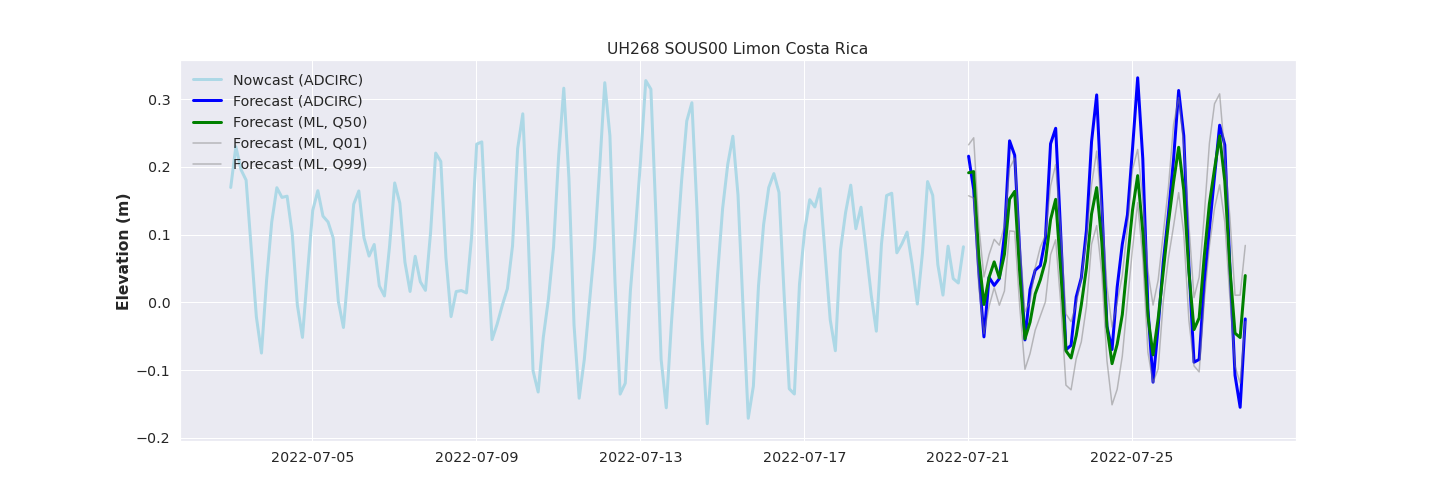 UH268 SOUS00 Limon Costa Rica
Nowcast (ADCIRC)
Forecast (ADCIRC)
Forecast (ML, Q50)
Forecast (ML, Q01)
Forecast (ML, Q99)
Elevation (m)
0.3
0.2
0.1
0.0
−0.1
−0.2
2022-07-05 2022-07-09 2022-07-13 2022-07-17 2022-07-21 2022-07-25